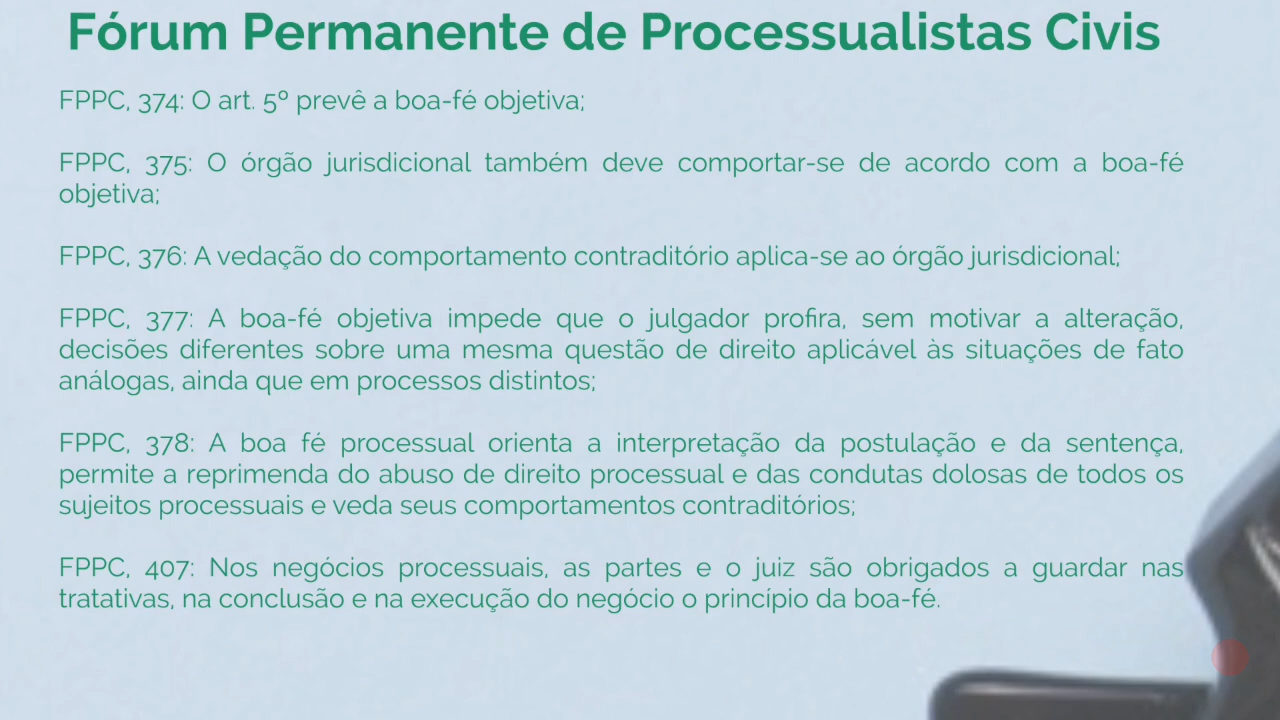 Fórum Permanente de Processualistas Civis
FPPC, 374: O art. 5º prevê a boa-fé objetiva;
FPPC, 375: O órgão jurisdicional também deve comportar-se de acordo com a boa-fé
objetiva;
FPPC, 376: A vedação do comportamento contraditório aplica-se ao órgão jurisdicional;
FPPC, 377: A boa-fé objetiva impede que o julgador profira, sem motivar a alteração,
decisões diferentes sobre uma mesma questão de direito aplicável às situações de fato
análogas, ainda que em processos distintos;
FPPC, 378: A boa fé processual orienta a interpretação da postulação e da sentença,
permite a reprimenda do abuso de direito processual e das condutas dolosas de todos os
sujeitos processuais e veda seus comportamentos contraditórios;
FPPC, 407: Nos negócios processuais, as partes e o juiz são obrigados a guardar nas
tratativas, na conclusão e na execução do negócio o princípio da boa-fé.